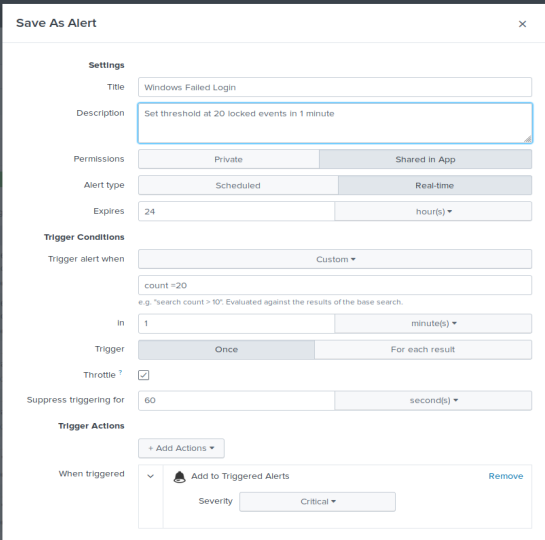 Save As Alert ×
Settings
Title Windows Failed Login
Description Set threshold at 20 locked events in 1 minute
Permissions Private Shared in App
Alert type Scheduled Real-time
Expires 24 hour(s)
Trigger Conditions
Trigger alert when Custom
count =20
e.g. "search count > 10". Evaluated against the results of the base search.
In 1 minute(s)
Trigger Once For each result
Throttle ?
Suppress triggering for 60 second(s)
Trigger Actions
+ Add Actions
When triggered Add to Triggered Alerts Remove
Severity Critical